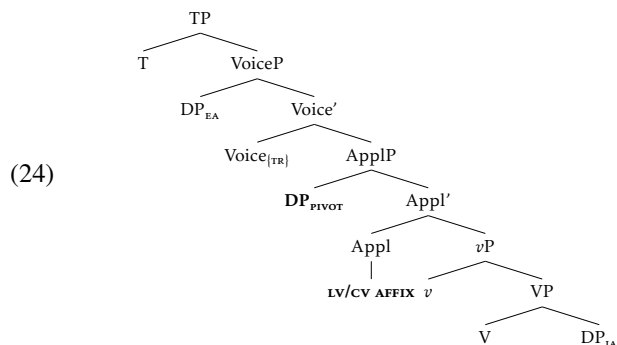 TP
T VoiceP
DP_EA Voice’
(24) Voice_{TR} ApplP
DP_PIVOT Appl’
Appl vP
LV/CV AFFIX v VP
V DP_IA